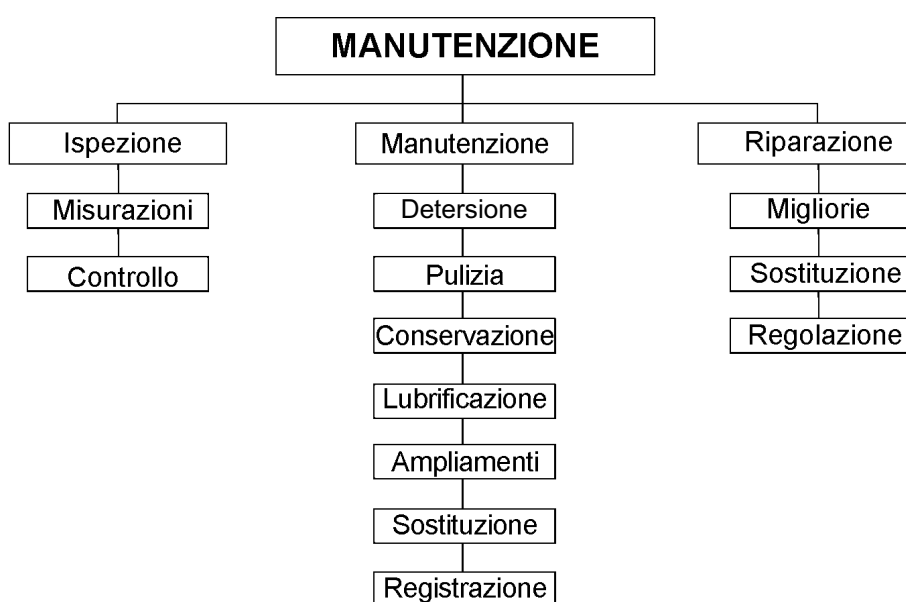 MANUTENZIONE
Ispezione
Misurazioni
Controllo
Manutenzione
Detersione
Pulizia
Conservazione
Lubrificazione
Ampliamenti
Sostituzione
Registrazione
Riparazione
Migliorie
Sostituzione
Regolazione